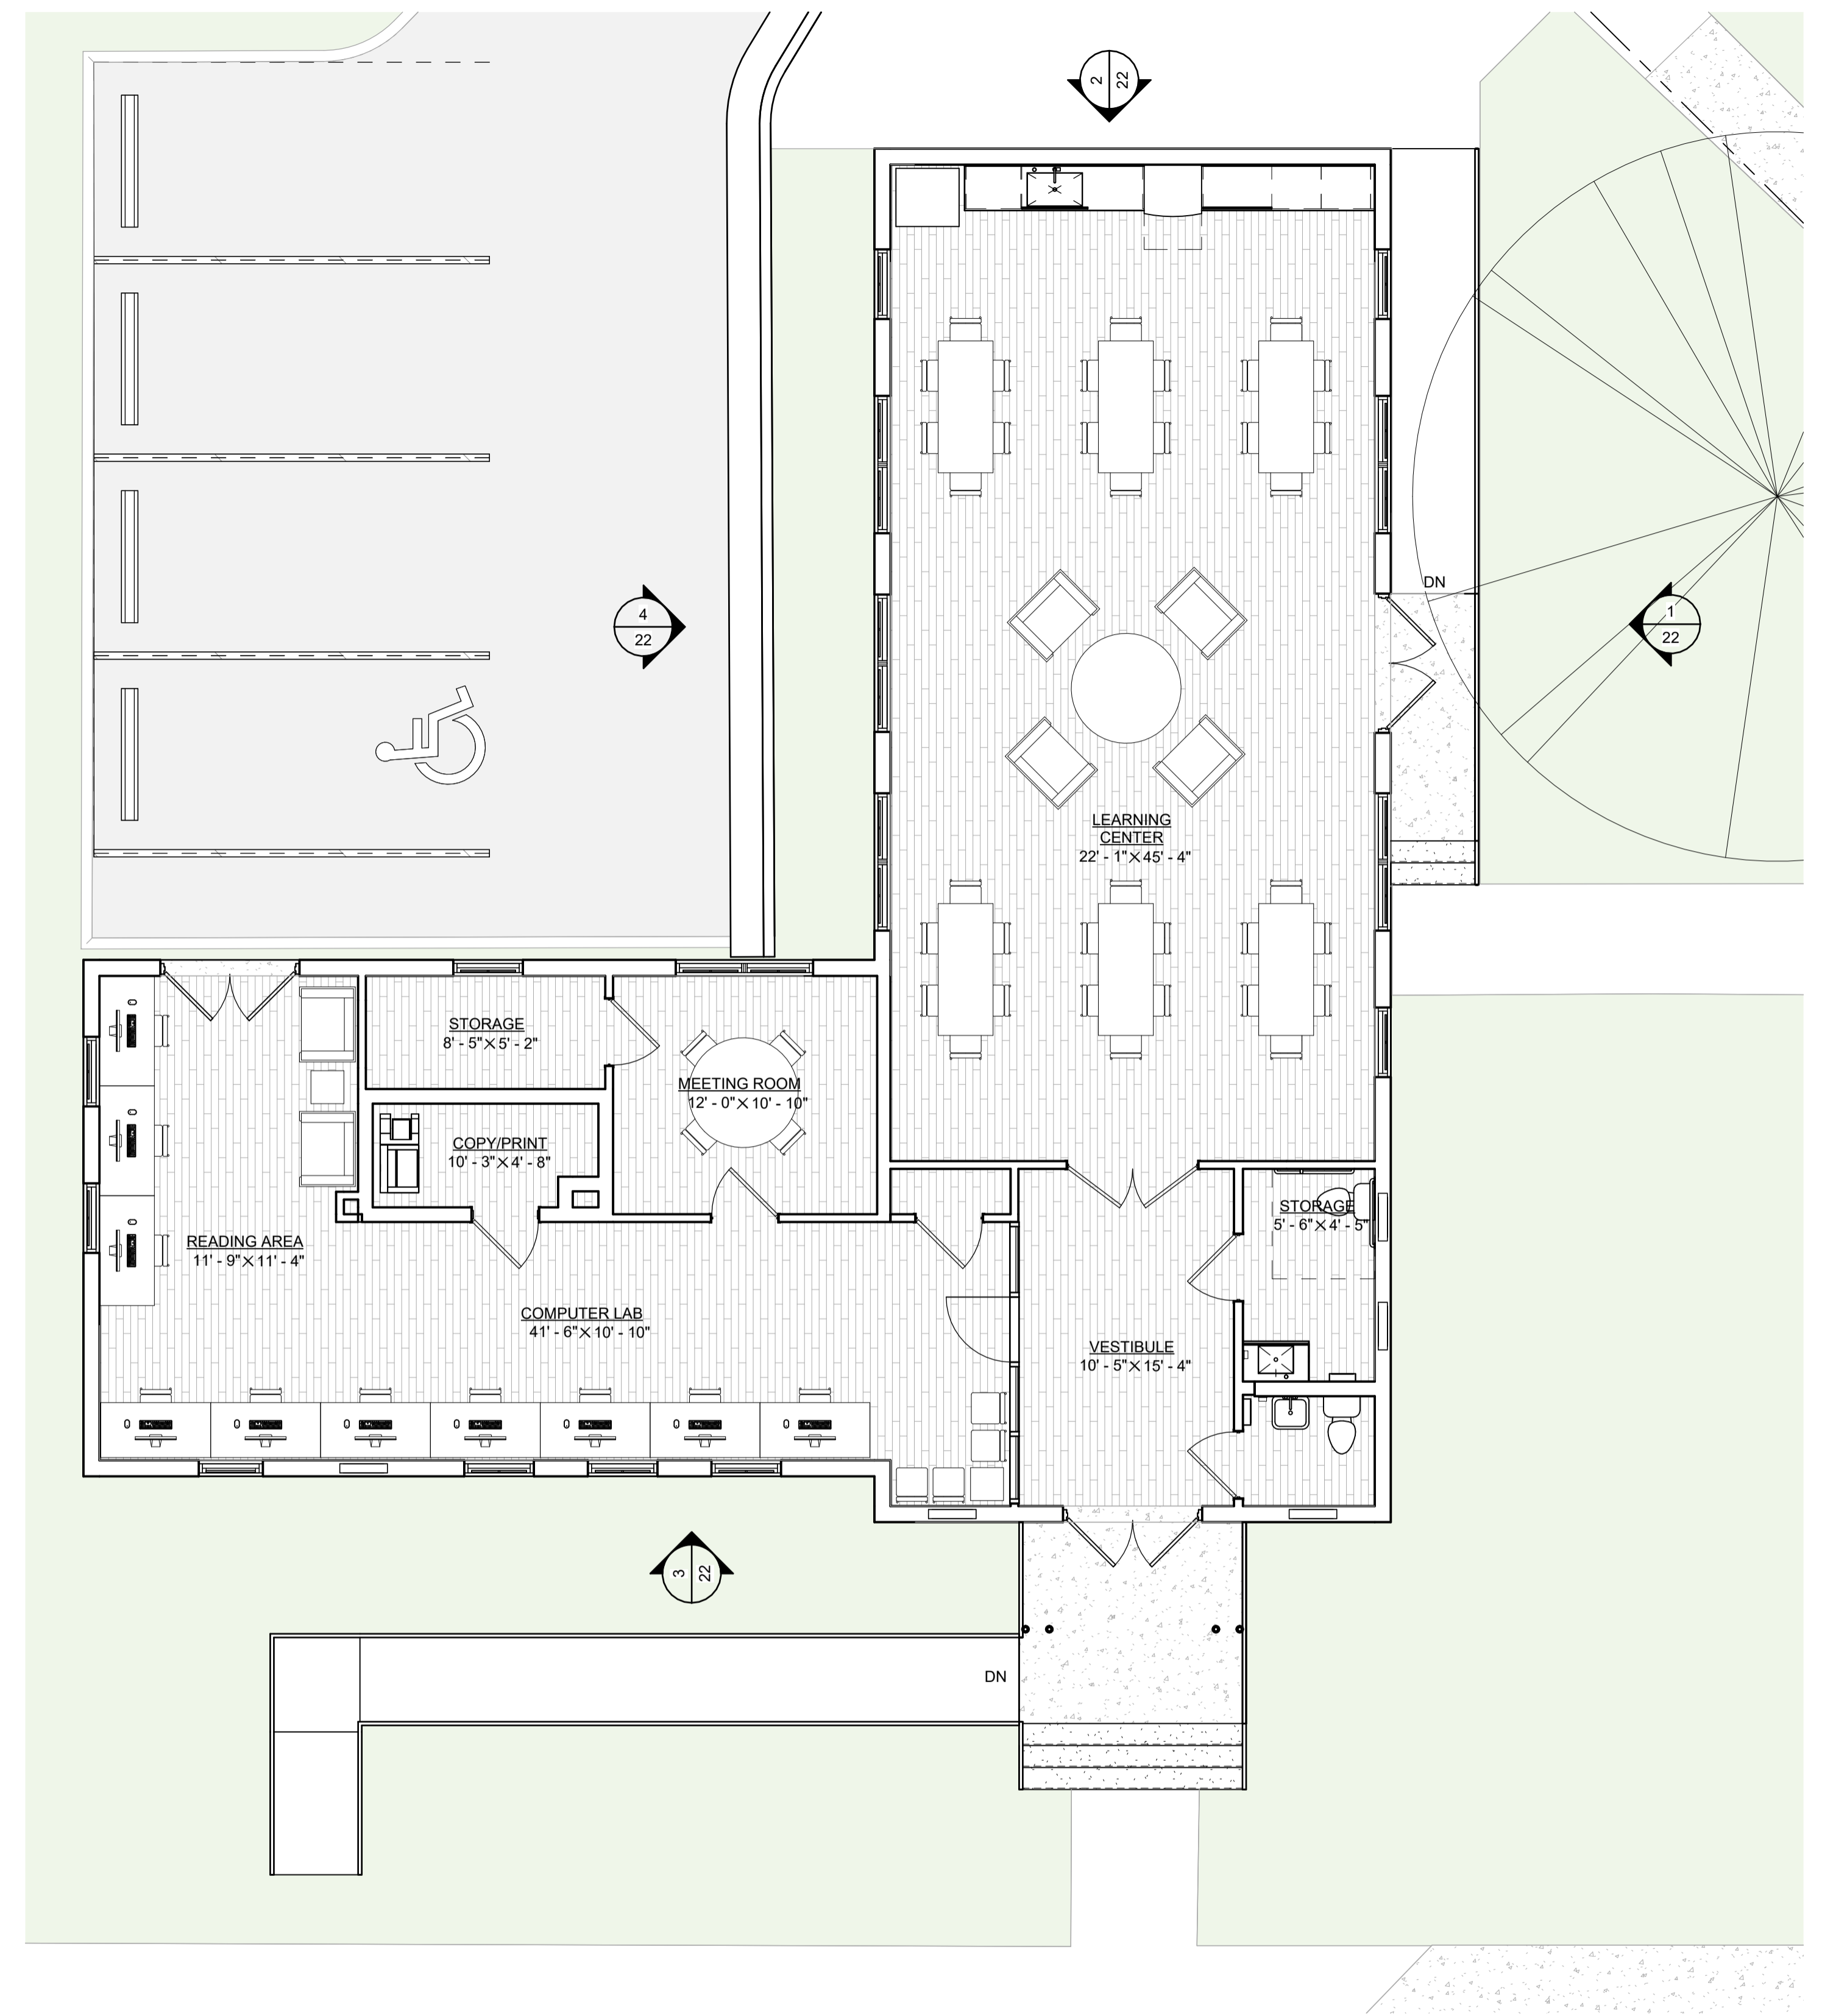 2
22
4
22
DN
1
22
LEARNING
CENTER
22' - 1" X 45' - 4"
STORAGE
8' - 5" X 5' - 2"
MEETING ROOM
12' - 0" X 10' - 10"
COPY/PRINT
10' - 3" X 4' - 8"
STORAGE
5' - 6" X 4' - 5"
READING AREA
11' - 9" X 11' - 4"
COMPUTER LAB
41' - 6" X 10' - 10"
VESTIBULE
10' - 5" X 15' - 4"
3
22
DN